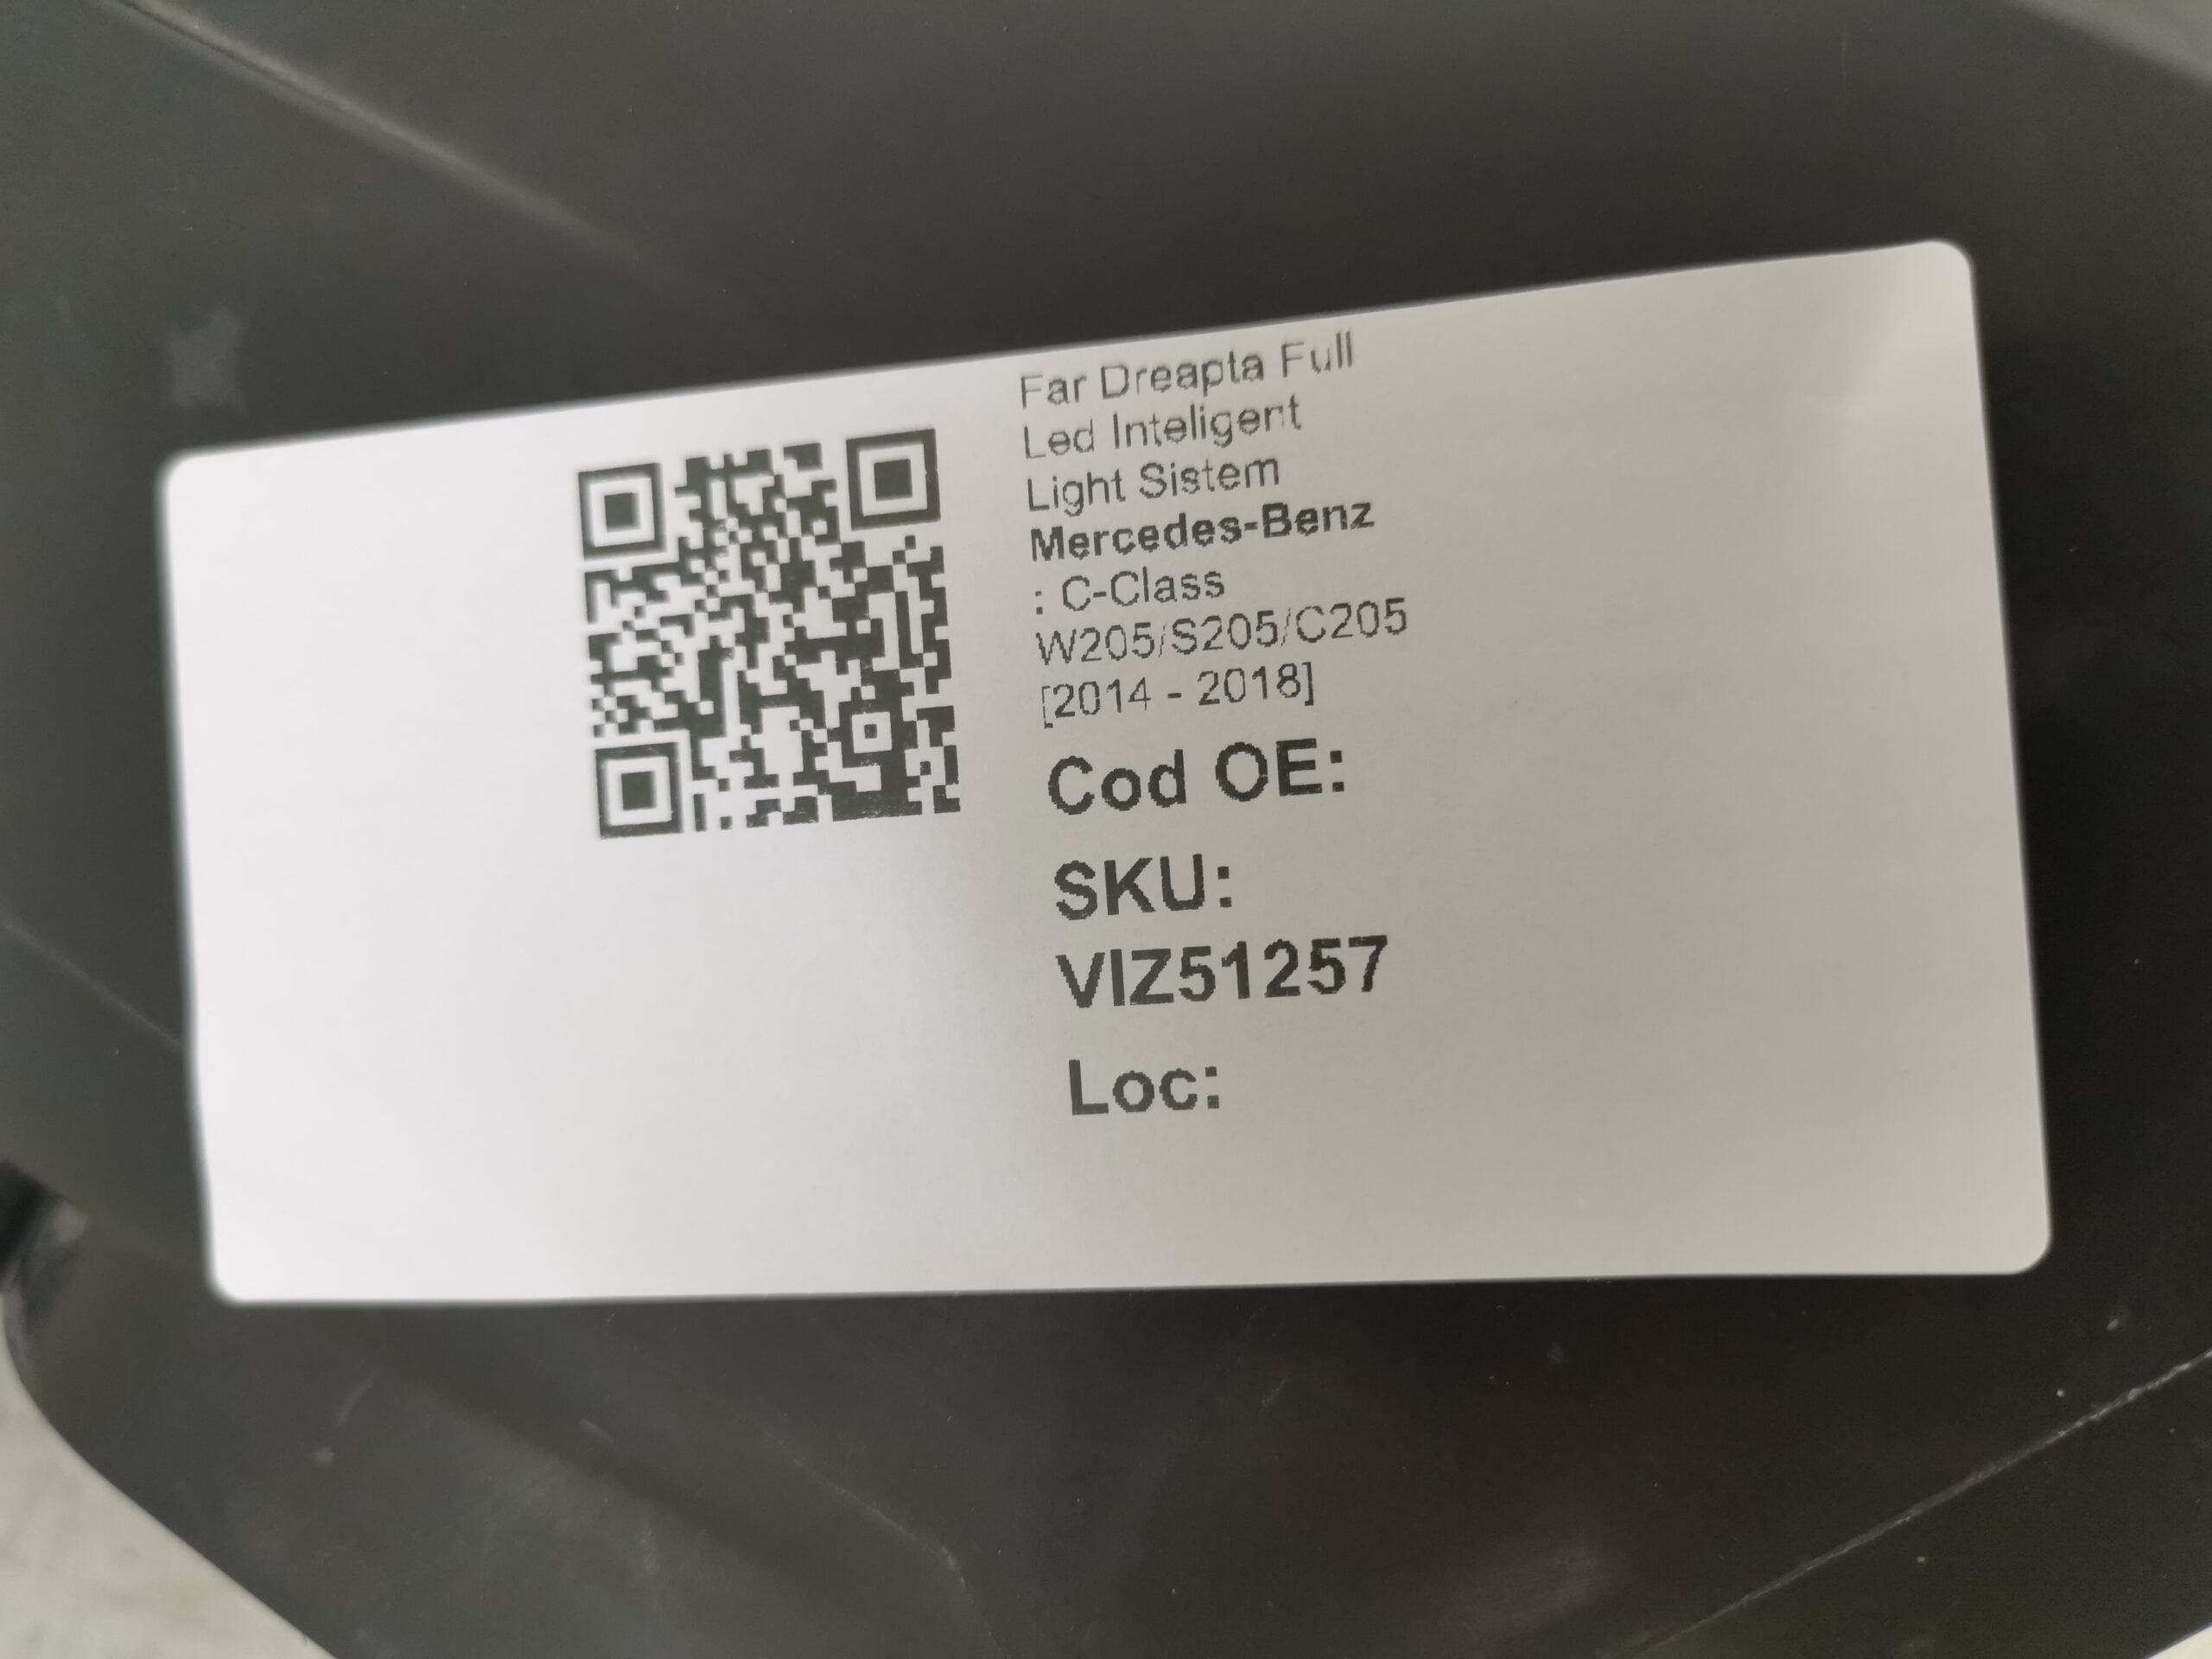 Far Dreapta Full
Led Inteligent
Light Sistem
Mercedes-Benz
: C-Class
W205/S205/C205
[2014 - 2018]
Cod OE:
SKU:
VIZ51257
Loc: